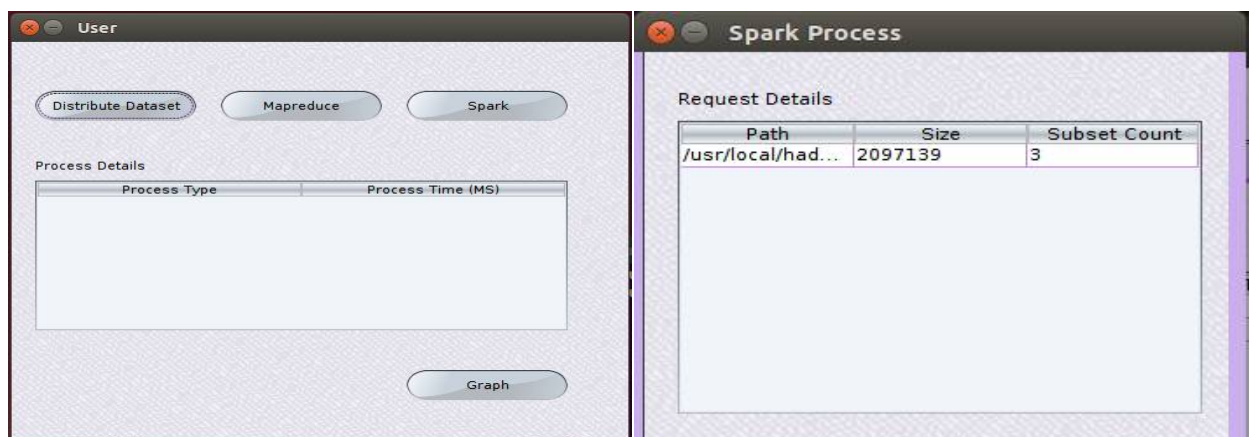 User
Distribute Dataset Mapreduce Spark
Process Details
Process Type Process Time (MS)
Graph
Spark Process
Request Details
Path Size Subset Count
/usr/local/had... 2097139 3